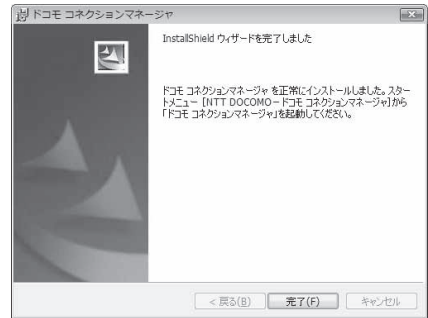 ドコモ コネクションマネージャ
InstallShield ウィザードを完了しました
ドコモ コネクションマネージャ を正常にインストールしました。スター
トメニュー [NTT DOCOMO－ドコモ コネクションマネージャ]から
「ドコモ コネクションマネージャ」を起動してください。
< 戻る(B)
完了(F)
キャンセル